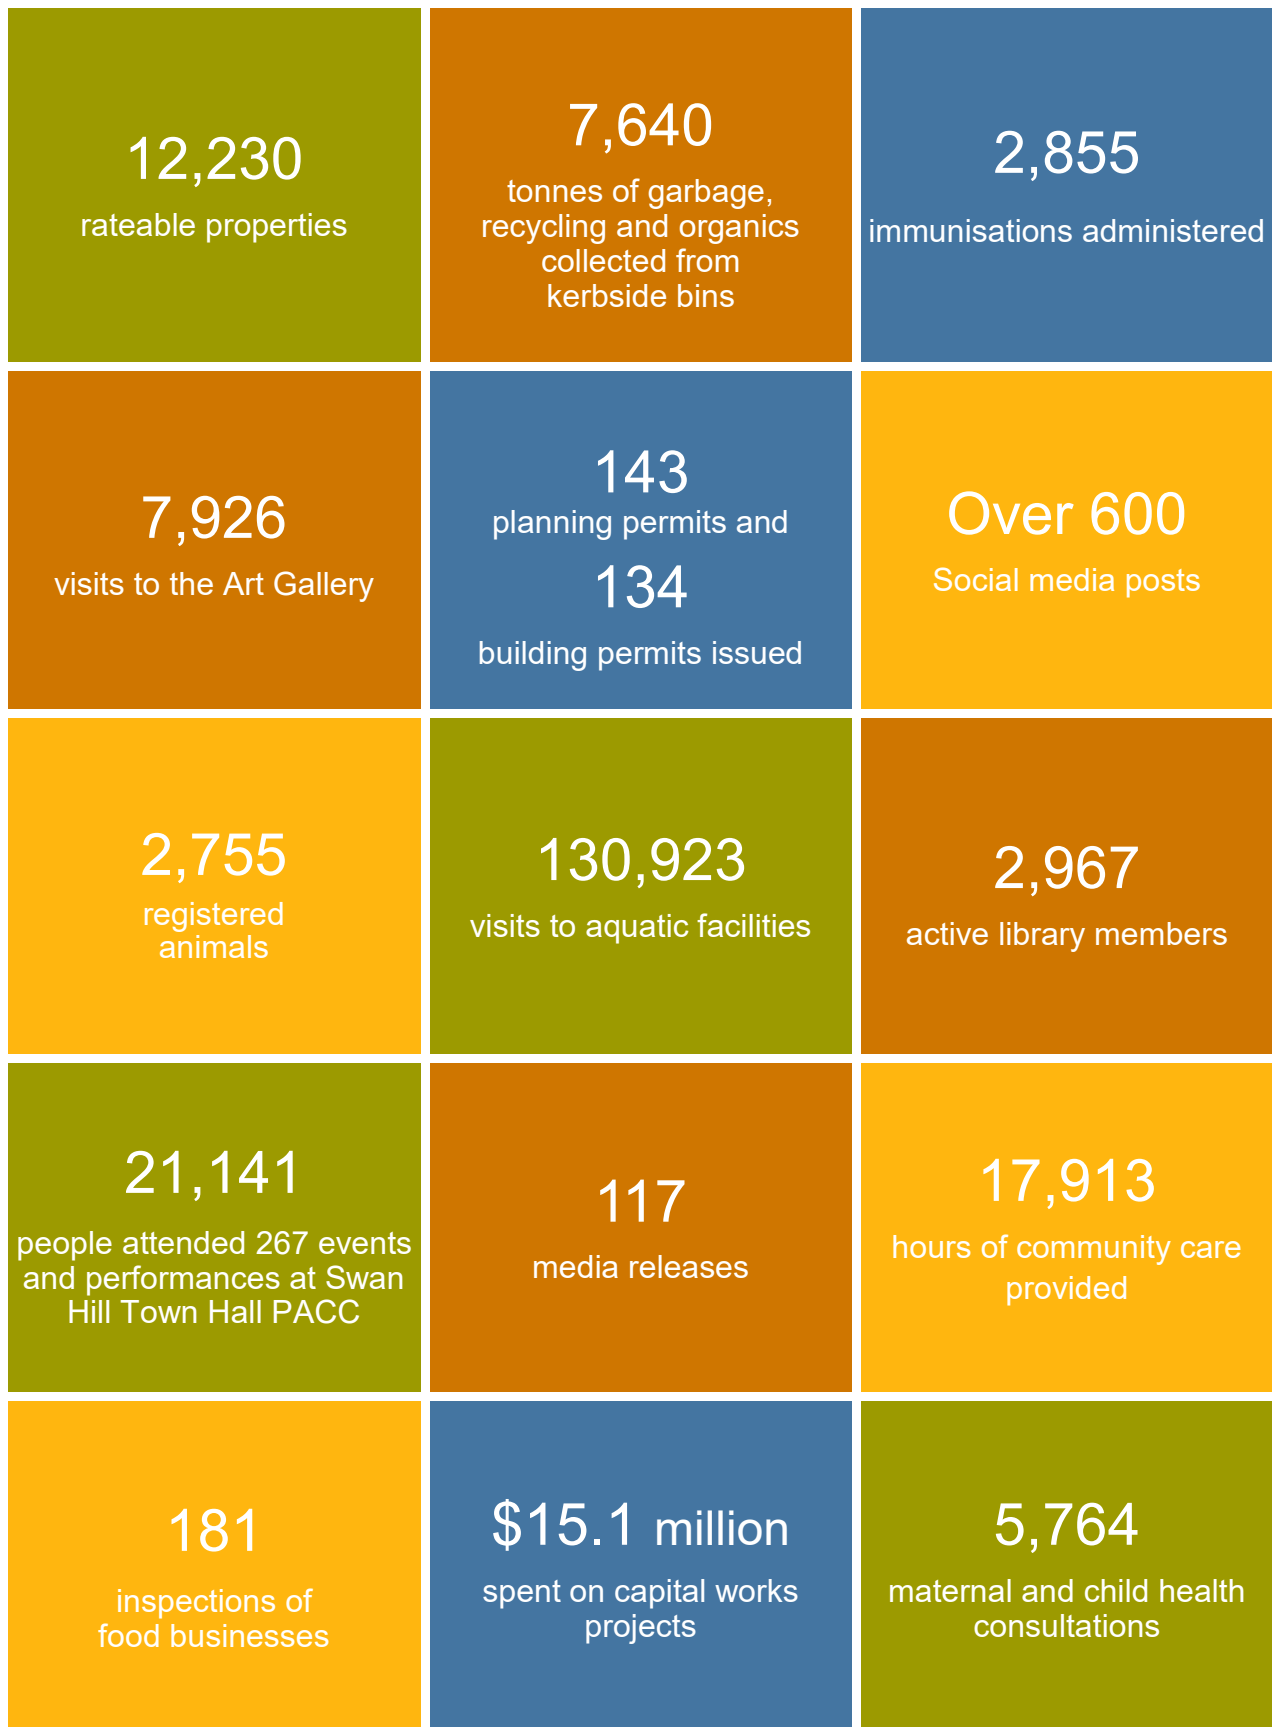 12,230
rateable properties
7,640
tonnes of garbage,
recycling and organics
collected from
kerbside bins
2,855
immunisations administered
7,926
visits to the Art Gallery
143
planning permits and
134
building permits issued
Over 600
Social media posts
2,755
registered
animals
130,923
visits to aquatic facilities
2,967
active library members
21,141
people attended 267 events
and performances at Swan
Hill Town Hall PACC
117
media releases
17,913
hours of community care
provided
181
inspections of
food businesses
$15.1 million
spent on capital works
projects
5,764
maternal and child health
consultations